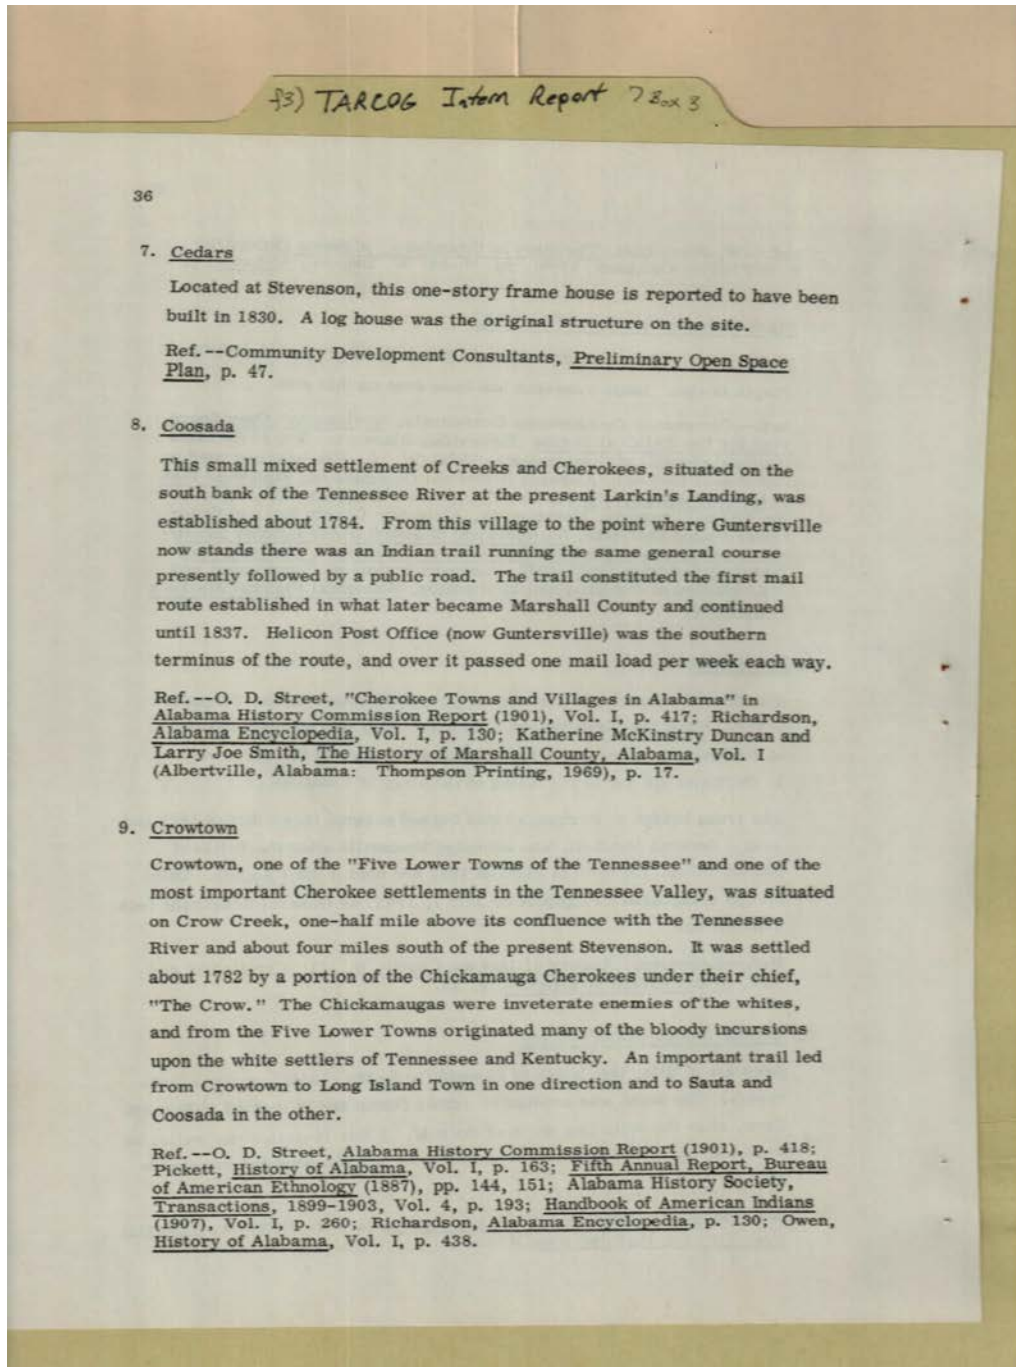 f3) TARCOG Intern Report > Box 3
36
7. Cedars
Located at Stevenson, this one-story frame house is reported to have been
built in 1830. A log house was the original structure on the site.
Ref.--Community Development Consultants, Preliminary Open Space
Plan, p. 47.
8. Coosada
This small mixed settlement of Creeks and Cherokees, situated on the
south bank of the Tennessee River at the present Larkin's Landing, was
established about 1784. From this village to the point where Guntersville
now stands there was an Indian trail running the same general course
presently followed by a public road. The trail constituted the first mail
route established in what later became Marshall County and continued
until 1837. Helicon Post Office (now Guntersville) was the southern
terminus of the route, and over it passed one mail load per week each way.
Ref.--O. D. Street, "Cherokee Towns and Villages in Alabama" in
Alabama History Commission Report (1901), Vol. I, p. 417; Richardson,
Alabama Encyclopedia, Vol. I, p. 130; Katherine McKinstry Duncan and
Larry Joe Smith, The History of Marshall County, Alabama, Vol. I
(Albertville, Alabama: Thompson Printing, 1969), p. 17.
9. Crowtown
Crowtown, one of the "Five Lower Towns of the Tennessee" and one of the
most important Cherokee settlements in the Tennessee Valley, was situated
on Crow Creek, one-half mile above its confluence with the Tennessee
River and about four miles south of the present Stevenson. It was settled
about 1782 by a portion of the Chickamauga Cherokees under their chief,
"The Crow." The Chickamaugas were inveterate enemies of the whites,
and from the Five Lower Towns originated many of the bloody incursions
upon the white settlers of Tennessee and Kentucky. An important trail led
from Crowtown to Long Island Town in one direction and to Sauta and
Coosada in the other.
Ref.--O. D. Street, Alabama History Commission Report (1901), p. 418;
Pickett, History of Alabama, Vol. I, p. 163; Fifth Annual Report, Bureau
of American Ethnology (1887), pp. 144, 151; Alabama History Society,
Transactions, 1899-1903, Vol. 4, p. 193; Handbook of American Indians
(1907), Vol. I, p. 260; Richardson, Alabama Encyclopedia, p. 130; Owen,
History of Alabama, Vol. I, p. 438.